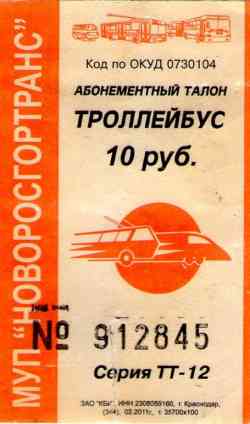 МУП "НОВОРОСГОРТРАНС"
Код по ОКУД 0730104
АБОНЕМЕНТНЫЙ ТАЛОН
ТРОЛЛЕЙБУС
10 руб.
№ 912845
Серия ТТ-12
ЗАО "КБИ", ИНН 2308055160, г. Краснодар,
(З/4), 02.2011г., т. 35700х100